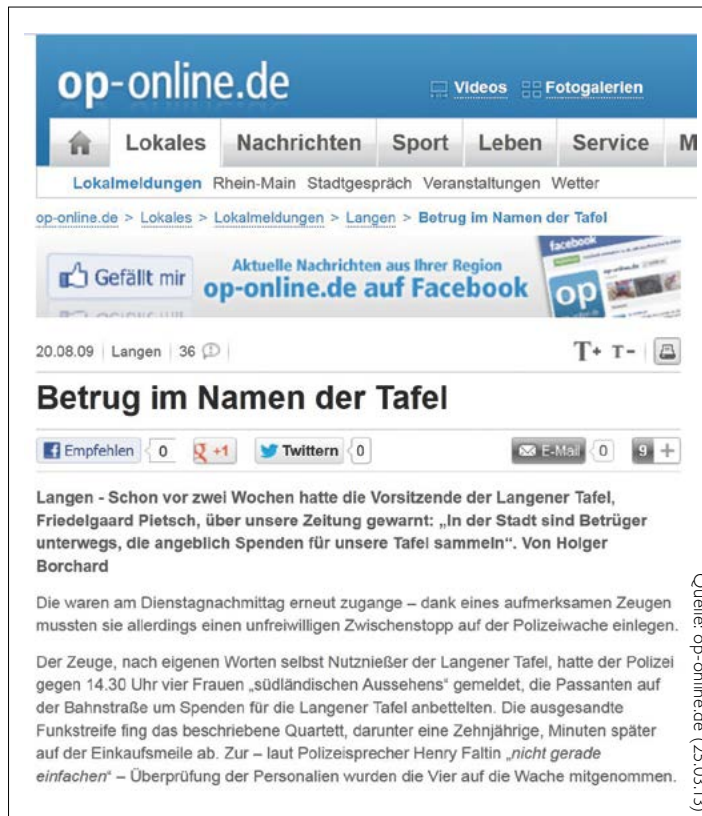 op-online.de
Videos Fotogalerien
Lokales Nachrichten Sport Leben Service M
Lokalmeldungen Rhein-Main Stadtgespräch Veranstaltungen Wetter
op-online.de > Lokales > Lokalmeldungen > Langen > Betrug im Namen der Tafel
facebook
Gefällt mir
Aktuelle Nachrichten aus Ihrer Region
op-online.de auf Facebook
op
20.08.09 | Langen | 36
T+ T-
Betrug im Namen der Tafel
Empfehlen 0 +1 Twittern 0 E-Mail 0 9 +
Langen - Schon vor zwei Wochen hatte die Vorsitzende der Langener Tafel,
Friedelgaard Pietsch, über unsere Zeitung gewarnt: „In der Stadt sind Betrüger
unterwegs, die angeblich Spenden für unsere Tafel sammeln“. Von Holger
Borchard
Die waren am Dienstagnachmittag erneut zugange – dank eines aufmerksamen Zeugen
mussten sie allerdings einen unfreiwilligen Zwischenstopp auf der Polizeiwache einlegen.
Der Zeuge, nach eigenen Worten selbst Nutznießer der Langener Tafel, hatte der Polizei
gegen 14.30 Uhr vier Frauen „südländischen Aussehens“ gemeldet, die Passanten auf
der Bahnstraße um Spenden für die Langener Tafel anbettelten. Die ausgesandte
Funkstreife fing das beschriebene Quartett, darunter eine Zehnjährige, Minuten später
auf der Einkaufsmeile ab. Zur – laut Polizeisprecher Henry Faltin „nicht gerade
einfachen“ – Überprüfung der Personalien wurden die Vier auf die Wache mitgenommen.
Quelle: op-online.de (25.03.13)